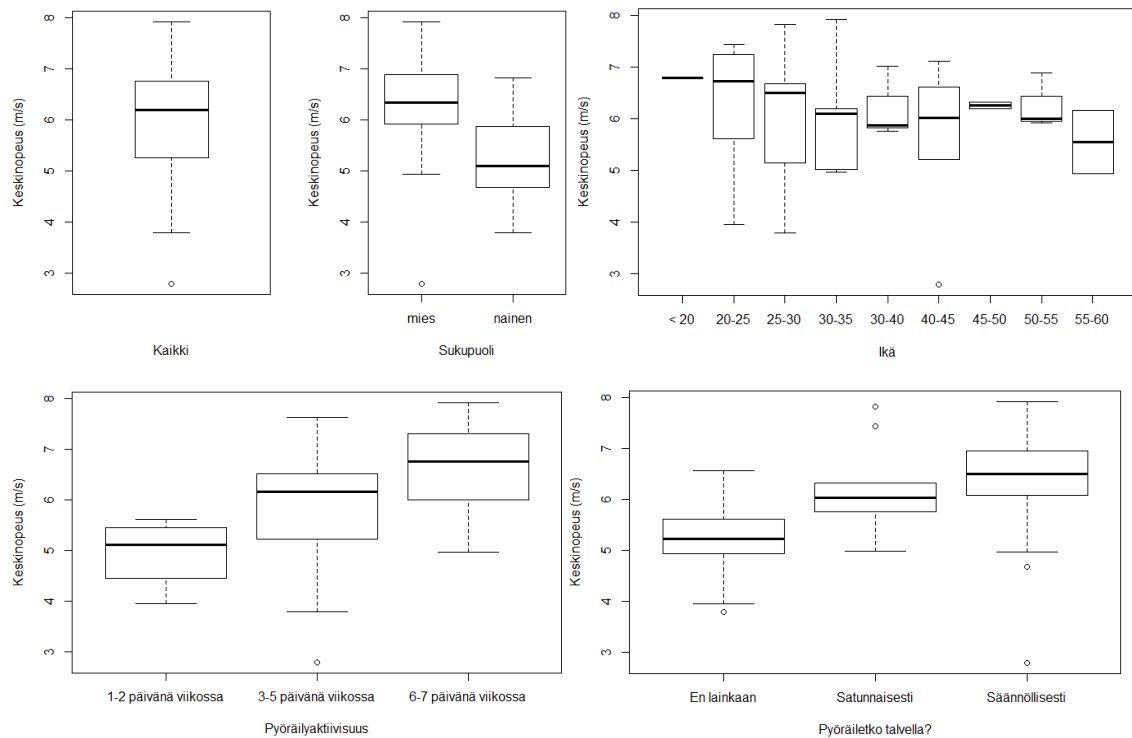 Keskinopeus (m/s)
8
7
6
5
4
3
Kaikki
Keskinopeus (m/s)
8
7
6
5
4
3
mies nainen
Sukupuoli
Keskinopeus (m/s)
8
7
6
5
4
3
< 20 20-25 25-30 30-35 30-40 40-45 45-50 50-55 55-60
Ikä
Keskinopeus (m/s)
8
7
6
5
4
3
1-2 päivänä viikossa 3-5 päivänä viikossa 6-7 päivänä viikossa
Pyöräilyaktiivisuus
Keskinopeus (m/s)
8
7
6
5
4
3
En lainkaan Satunnaisesti Säännöllisesti
Pyöräiletko talvella?